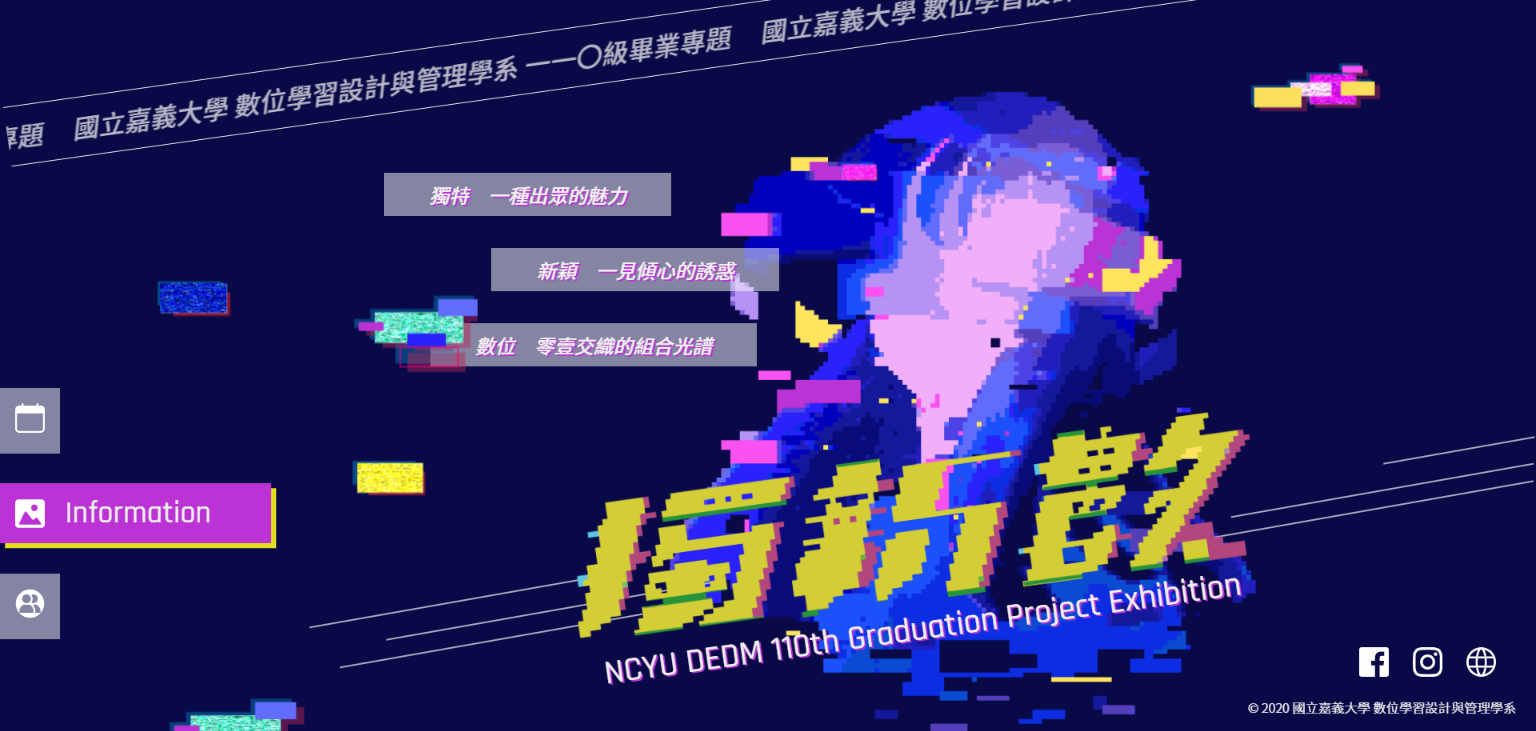 專題　國立嘉義大學 數位學習設計與管理學系 一一〇級畢業專題　國立嘉義大學 數位學習設計
獨特　一種出眾的魅力
新穎　一見傾心的誘惑
數位　零壹交織的組合光譜
Information
NCYU DEDM 110th Graduation Project Exhibition
© 2020 國立嘉義大學 數位學習設計與管理學系